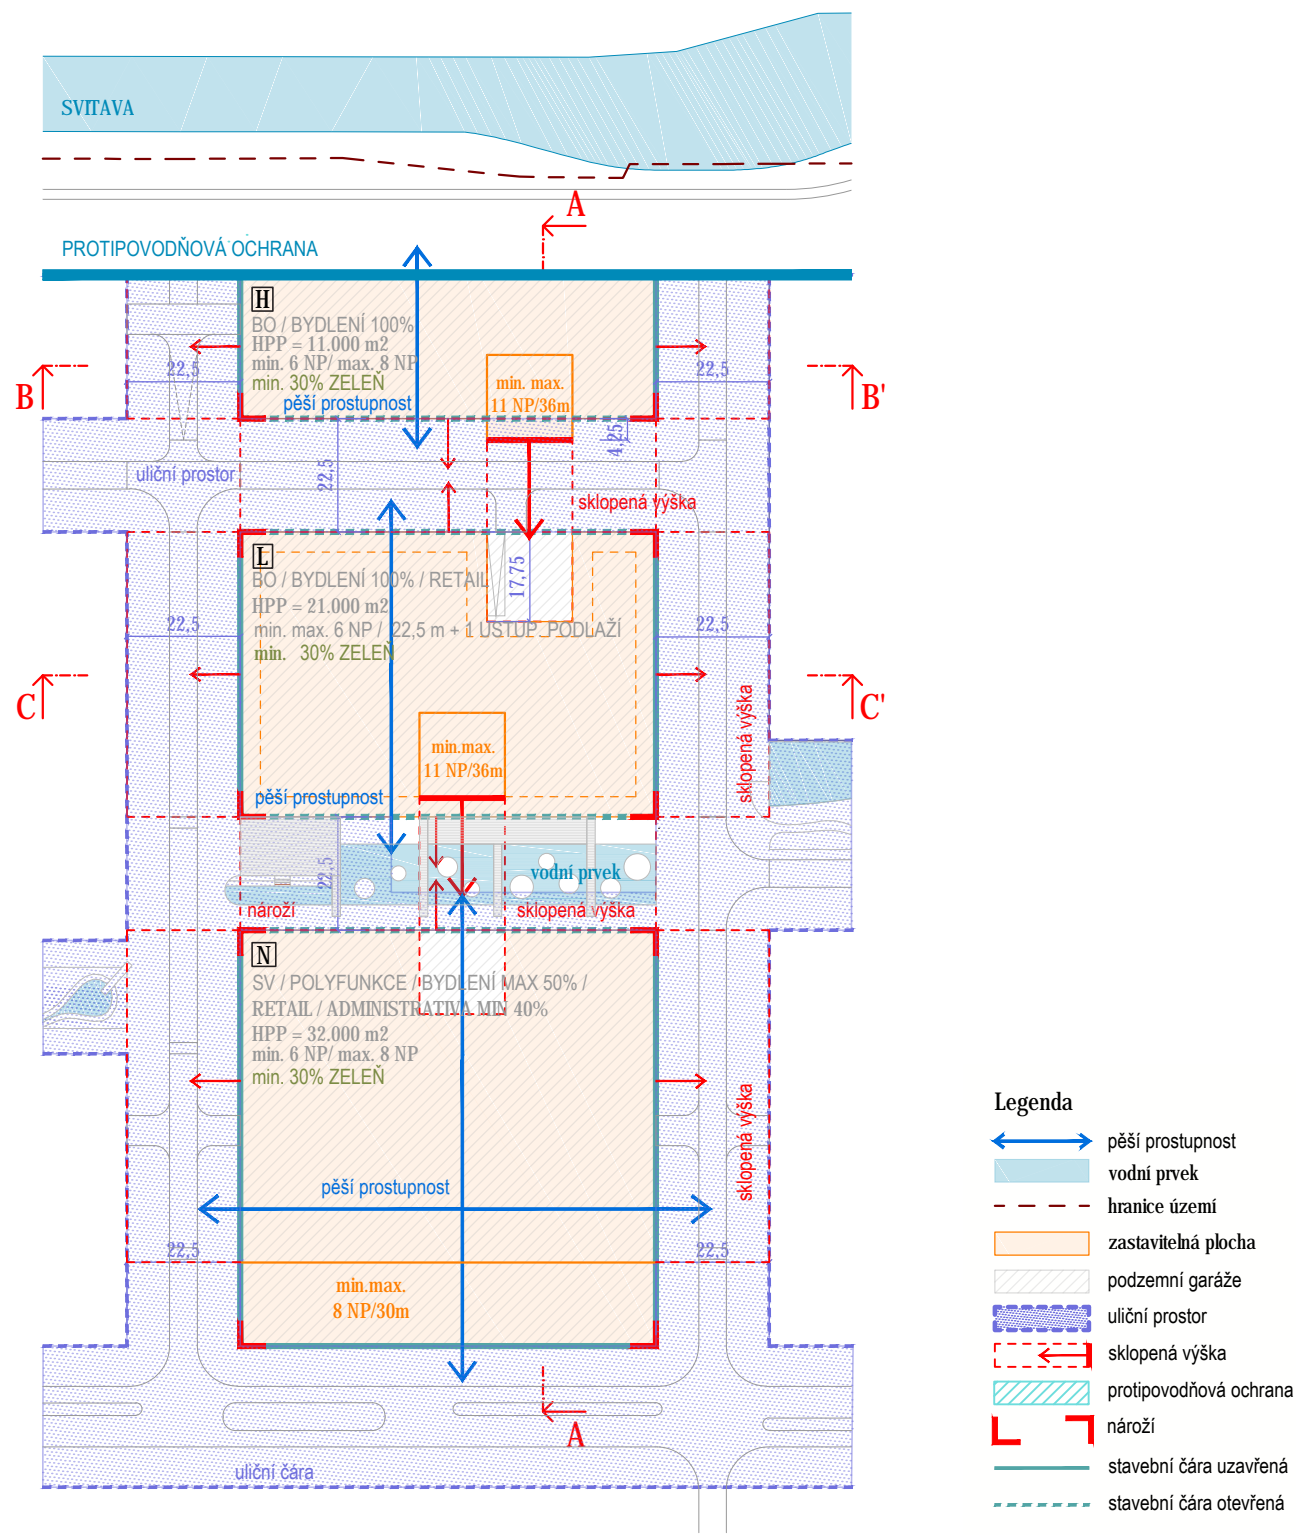 SVITAVA
A
PROTIPOVODŇOVÁ OCHRANA
H
BO / BYDLENÍ 100%
HPP = 11.000 m2
min. 6 NP/ max. 8 NP
min. 30% ZELEŇ
pěší prostupnost
22,5
22,5
min. max.
11 NP/36m
B
B'
4,25
uliční prostor
22,5
sklopená výška
L
BO / BYDLENÍ 100% / RETAIL
HPP = 21.000 m2
min. max. 6 NP / 22,5 m + 1 USTUP. PODLAŽÍ
min. 30% ZELEŇ
17,75
22,5
22,5
C
C'
sklopená výška
min.max.
11 NP/36m
pěší prostupnost
22,5
vodní prvek
nároží
sklopená výška
N
SV / POLYFUNKCE / BYDLENÍ MAX 50% /
RETAIL / ADMINISTRATIVA MIN 40%
HPP = 32.000 m2
min. 6 NP/ max. 8 NP
min. 30% ZELEŇ
sklopená výška
pěší prostupnost
22,5
22,5
min.max.
8 NP/30m
A
uliční čára
Legenda
pěší prostupnost
vodní prvek
hranice území
zastavitelná plocha
podzemní garáže
uliční prostor
sklopená výška
protipovodňová ochrana
nároží
stavební čára uzavřená
stavební čára otevřená